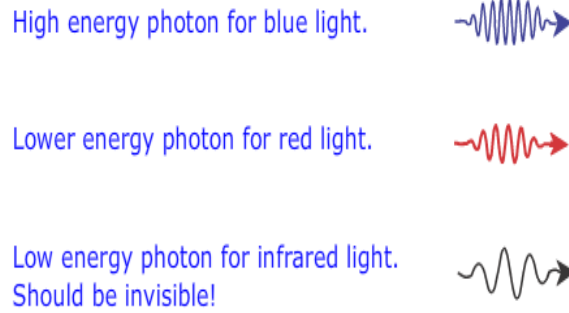 High energy photon for blue light.
Lower energy photon for red light.
Low energy photon for infrared light.
Should be invisible!